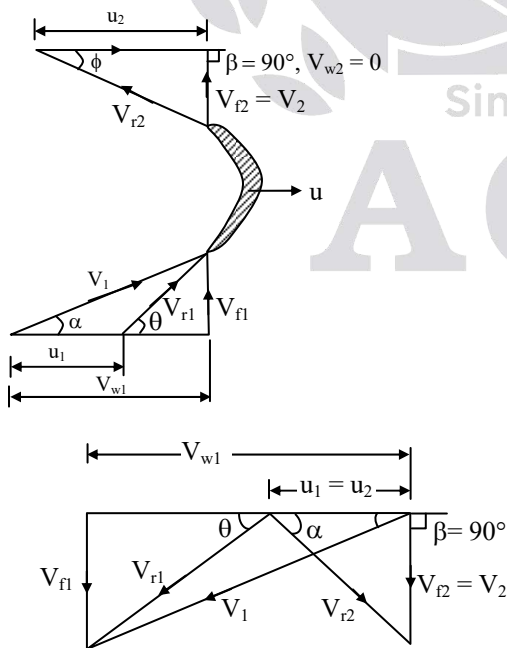 u₂
ϕ
β = 90°, V_w2 = 0
V_r2
V_f2 = V₂
Sin
u
A
V₁
V_r1
V_f1
α
θ
u₁
V_w1
V_w1
u₁ = u₂
θ
α
β = 90°
V_f1
V_r1
V₁
V_r2
V_f2 = V₂